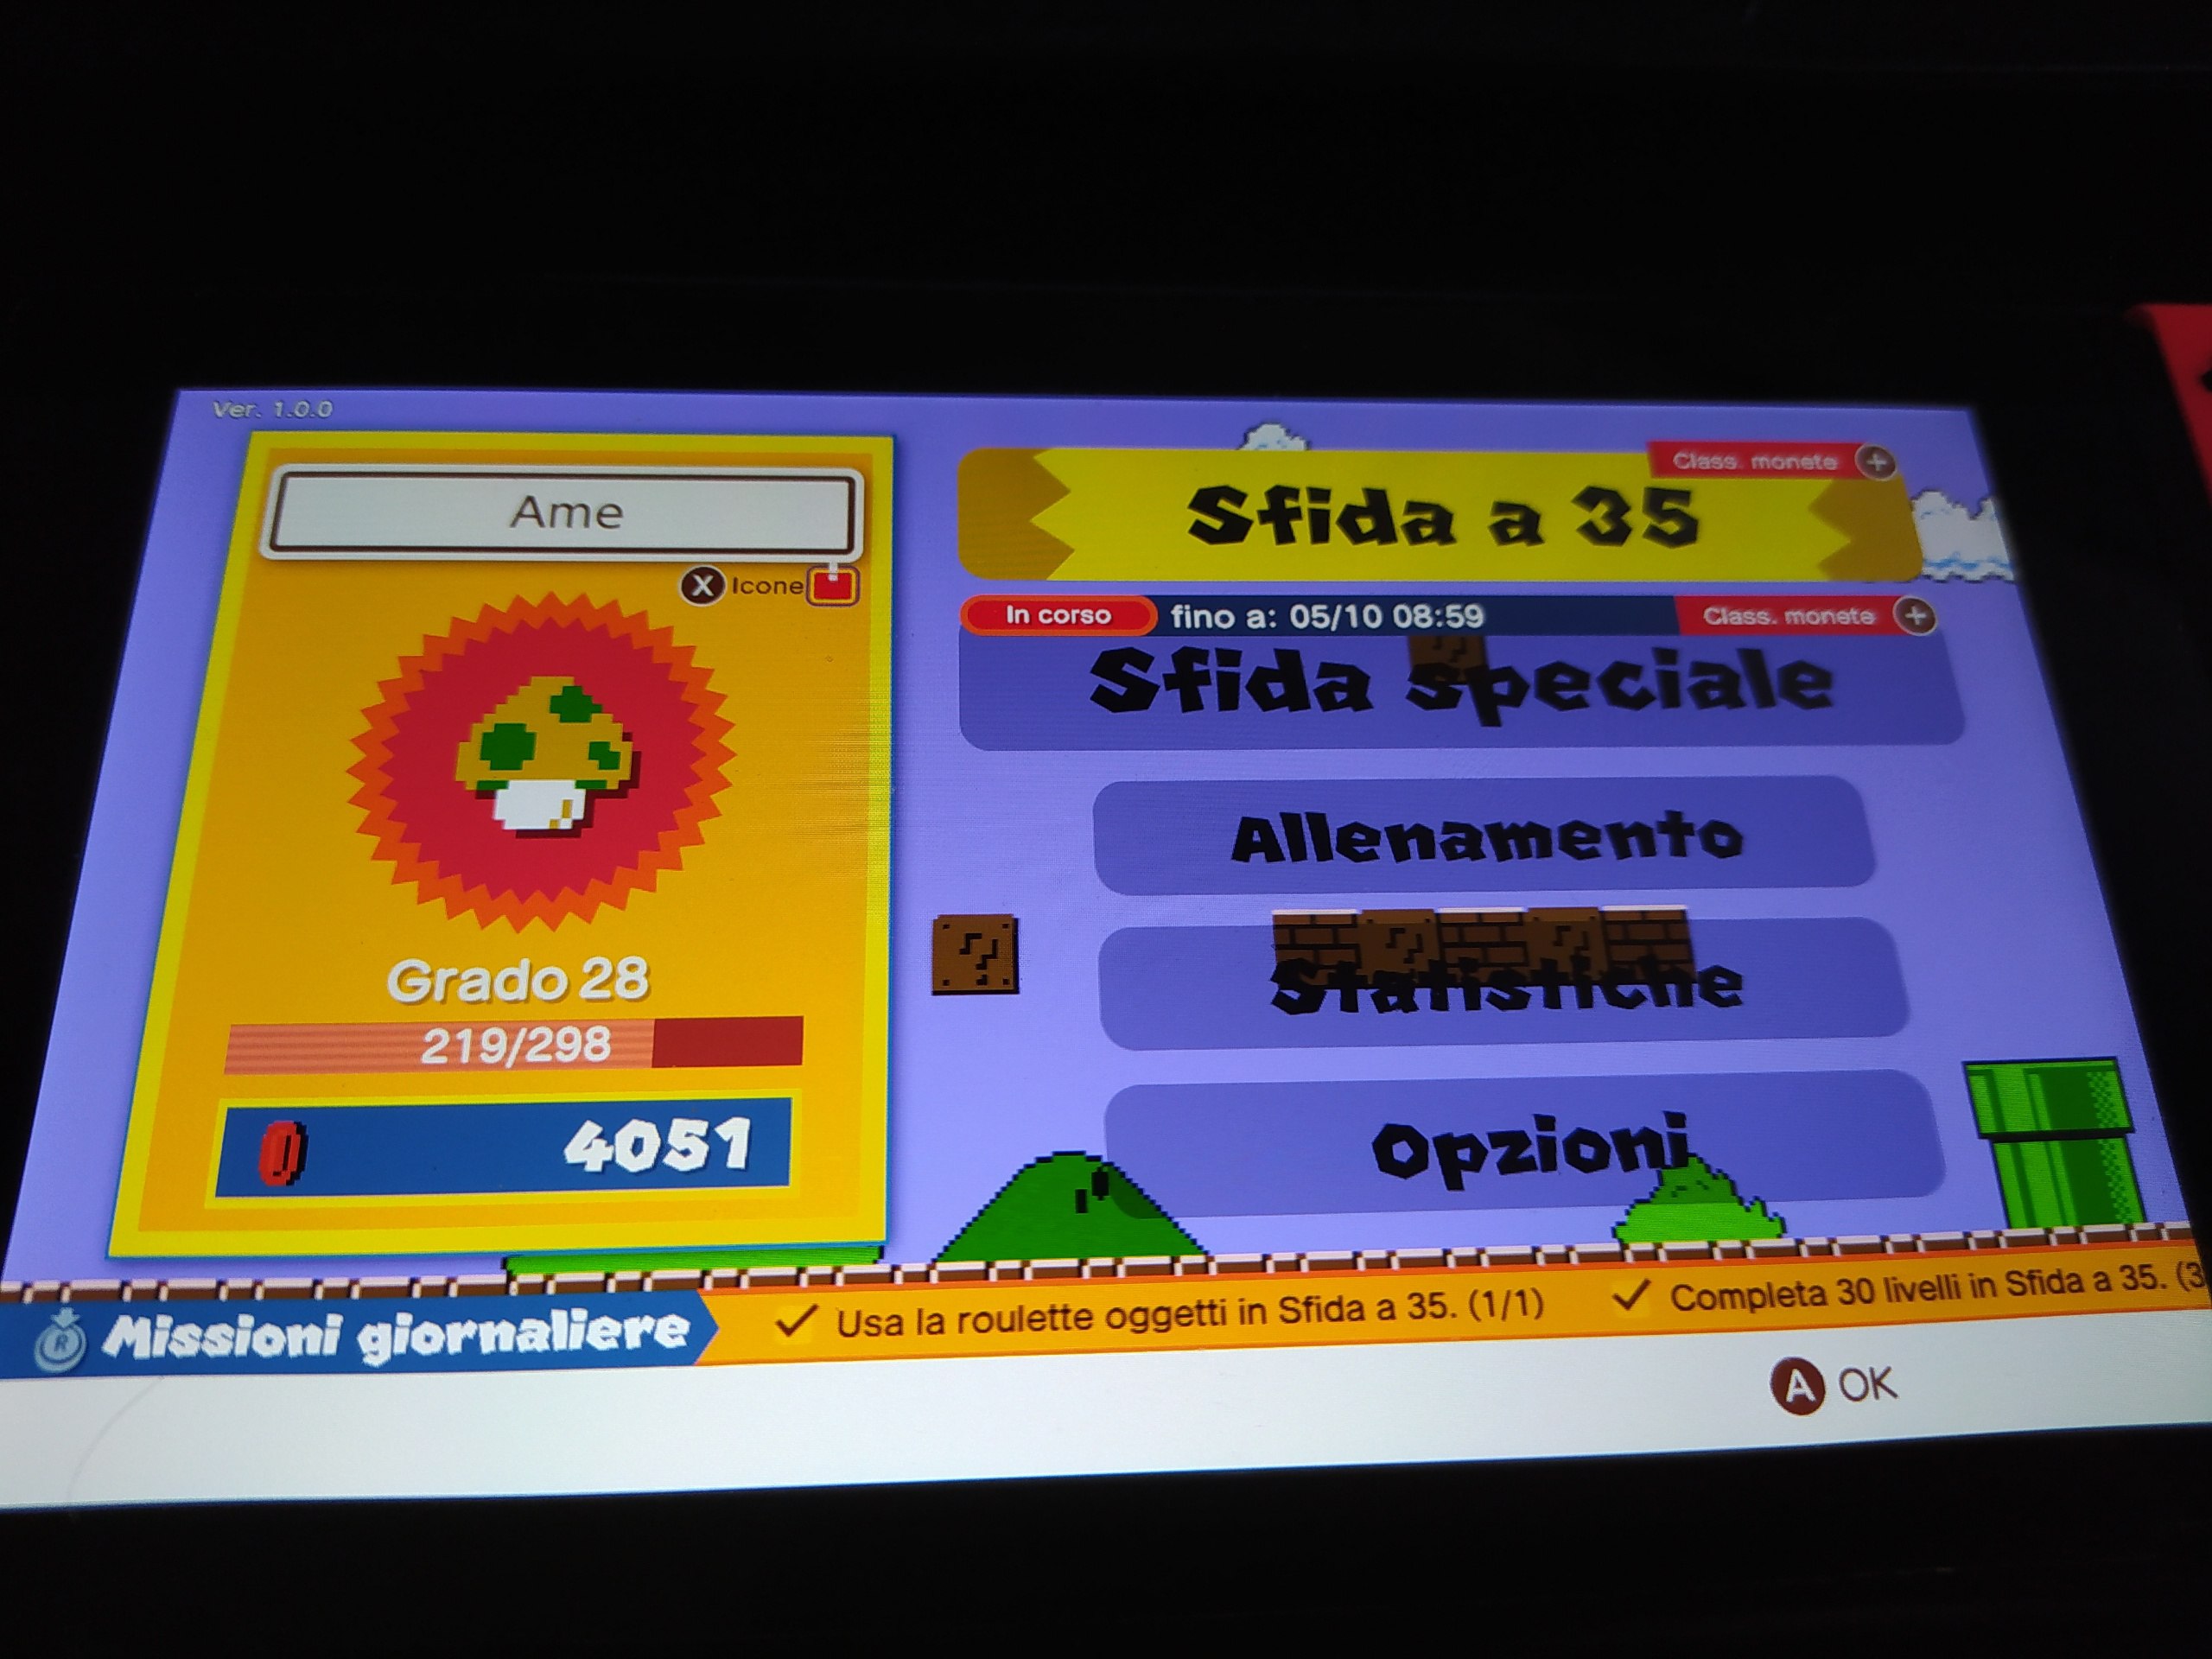 Ver. 1.0.0
Ame
X Icone
Grado 28
219/298
4051
Class. monete +
Sfida a 35
In corso fino a: 05/10 08:59 Class. monete +
Sfida speciale
Allenamento
Statistiche
Opzioni
R Missioni giornaliere Usa la roulette oggetti in Sfida a 35. (1/1) Completa 30 livelli in Sfida a 35. (3
A OK